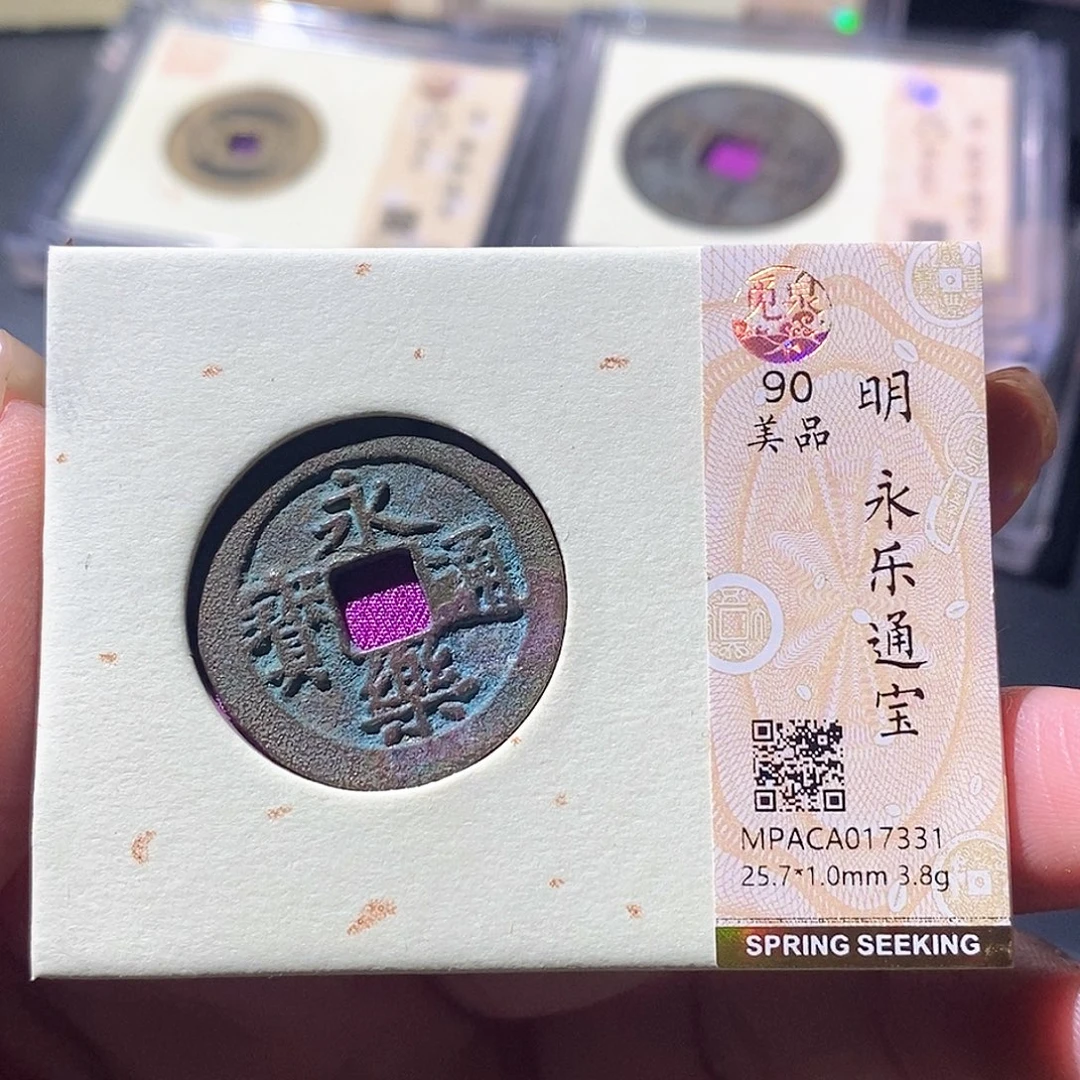 永樂通寶
觅泉
90
美品
明
永乐通宝
MPACA017331
25.7*1.0mm 3.8g
SPRING SEEKING